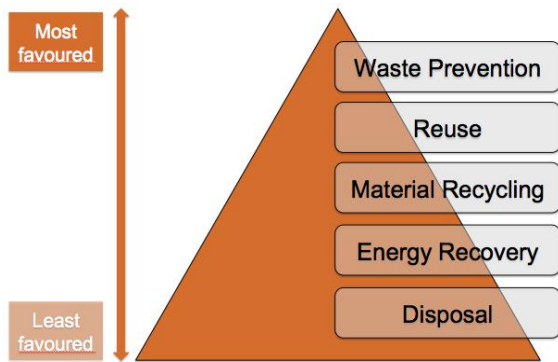 Most
favoured
Waste Prevention
Reuse
Material Recycling
Energy Recovery
Disposal
Least
favoured